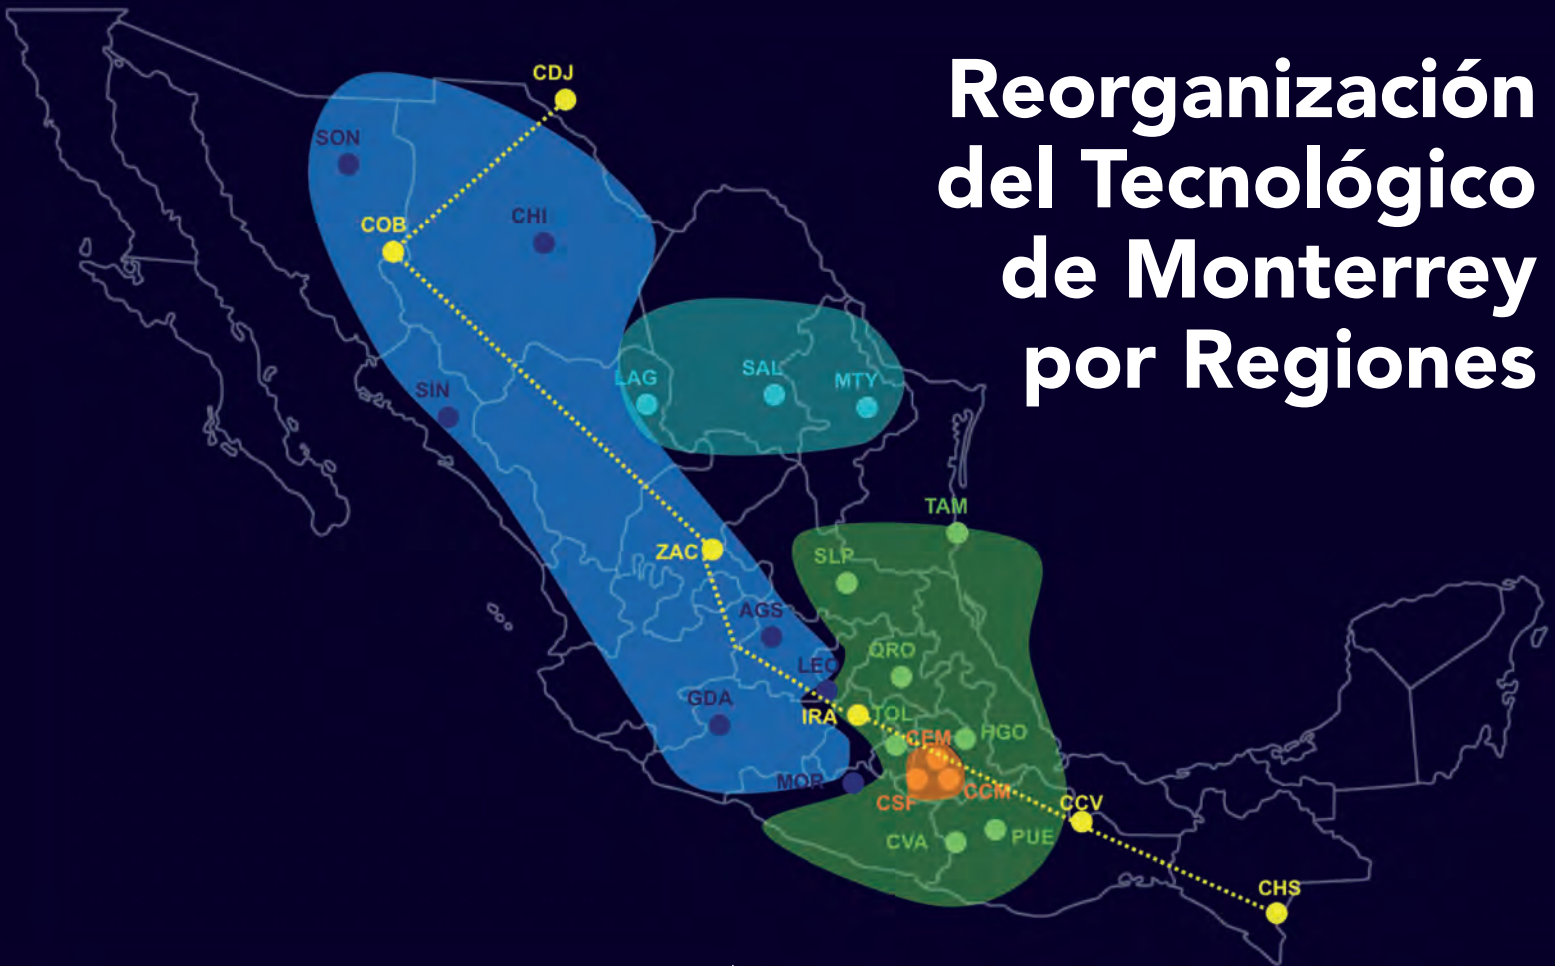 Reorganización
del Tecnológico
de Monterrey
por Regiones
CDJ
SON
COB
CHI
LAG
SAL
MTY
SIN
TAM
ZAC
SLP
AGS
QRO
LEO
GDA
IRA
TOL
CEM
HGO
MOR
CSF
CCM
CCV
CVA
PUE
CHS